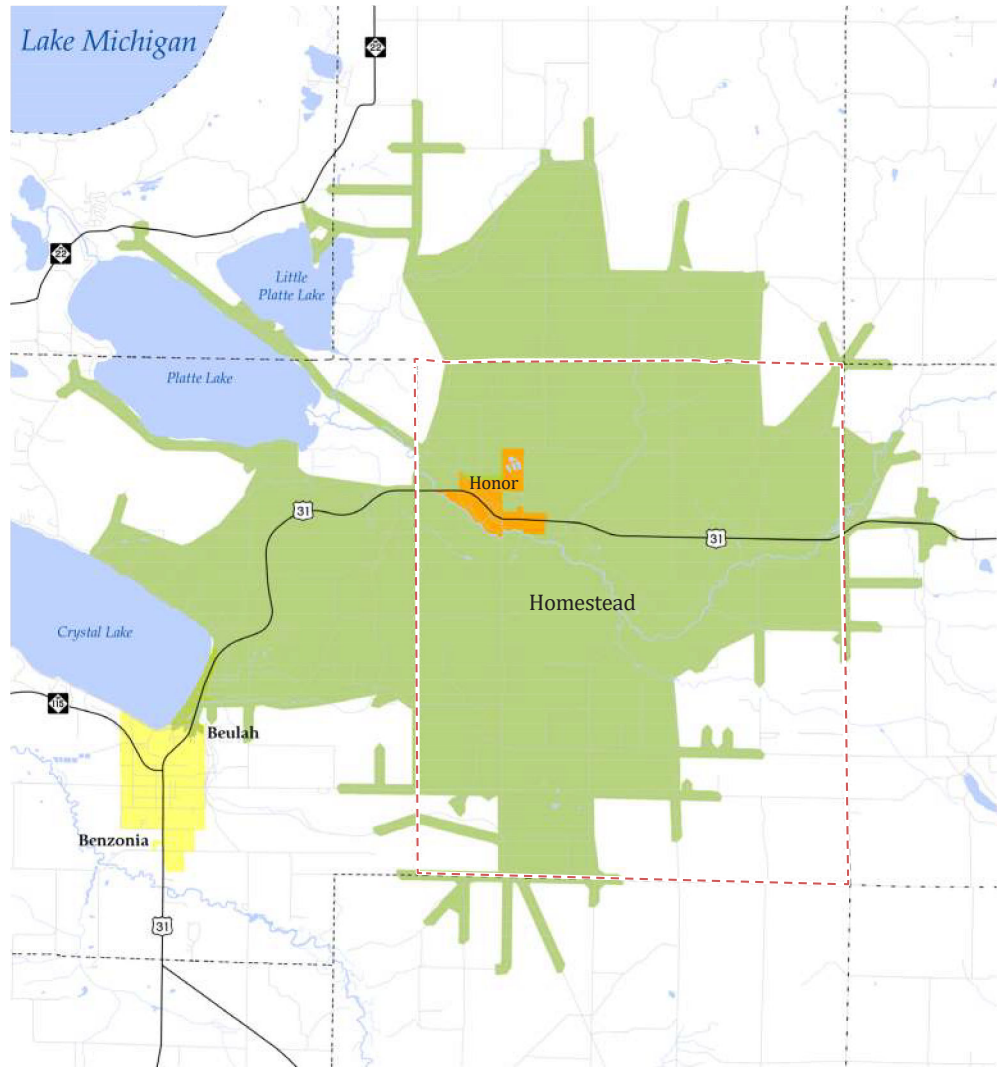 Lake Michigan
22
22
Little
Platte Lake
Platte Lake
Honor
31
31
Homestead
Crystal Lake
115
Beulah
Benzonia
31